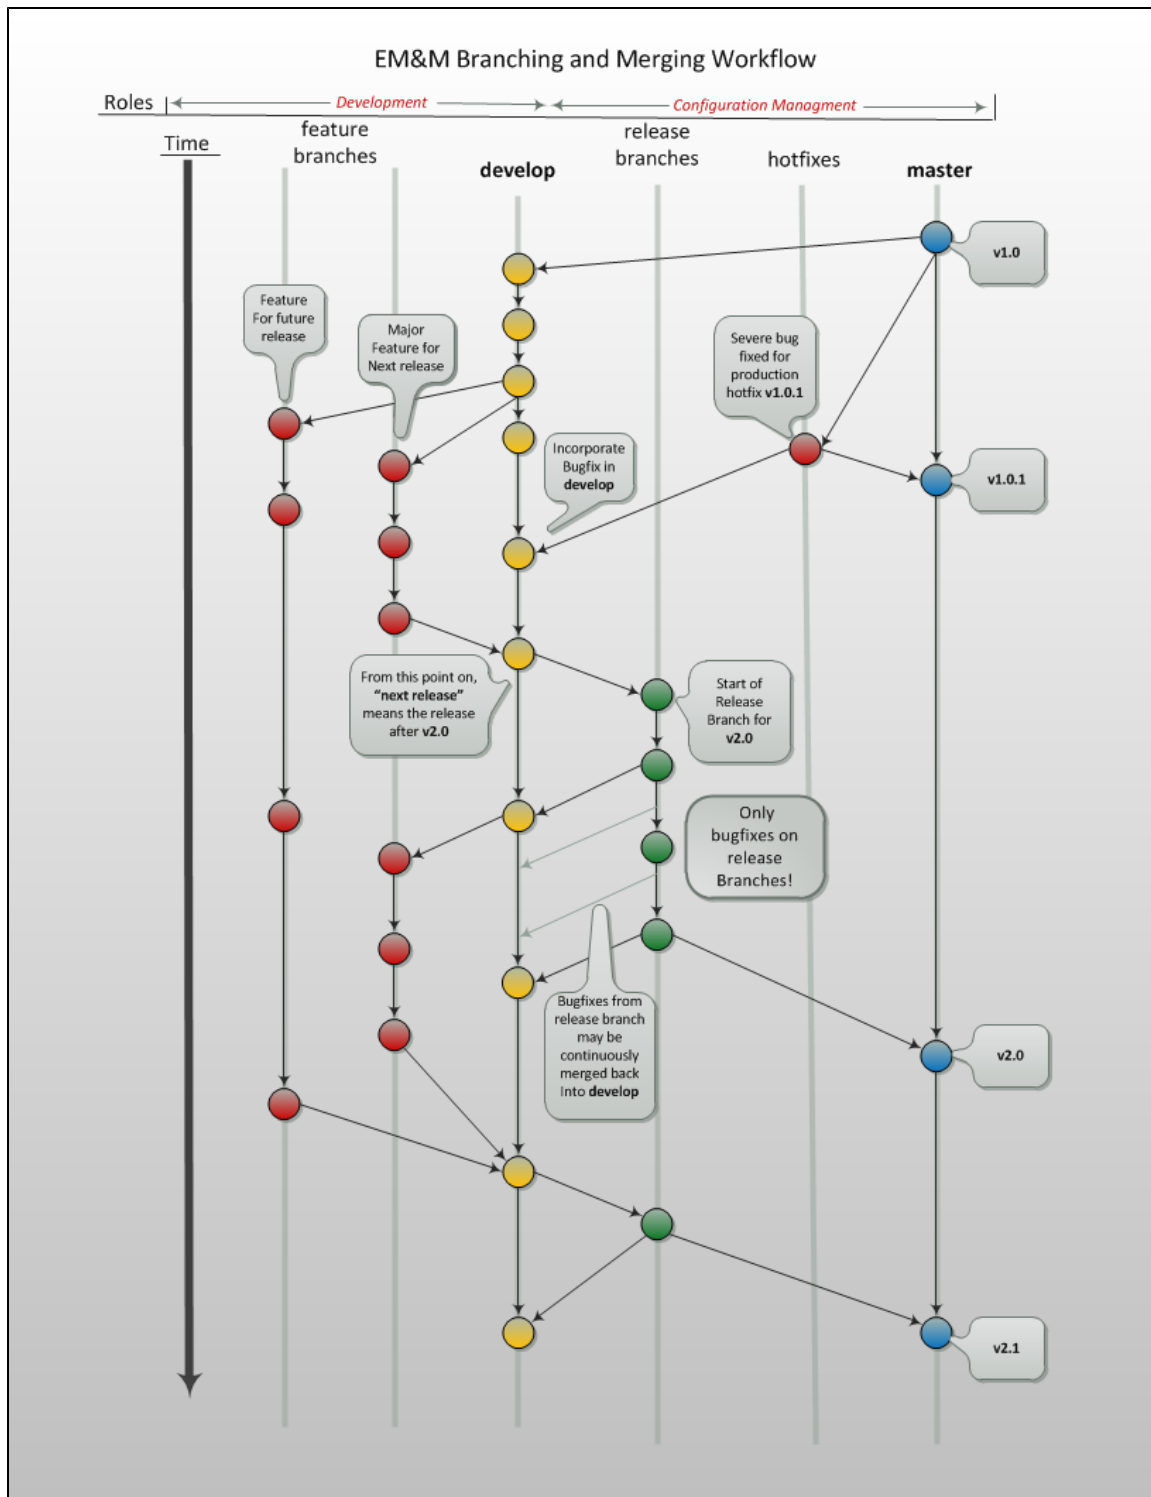 EM&M Branching and Merging Workflow
Roles
Development
Configuration Managment
Time
feature
branches
develop
release
branches
hotfixes
master
v1.0
Feature
For future
release
Major
Feature for
Next release
Severe bug
fixed for
production
hotfix v1.0.1
Incorporate
Bugfix in
develop
v1.0.1
From this point on,
“next release”
means the release
after v2.0
Start of
Release
Branch for
v2.0
Only
bugfixes on
release
Branches!
Bugfixes from
release branch
may be
continuously
merged back
Into develop
v2.0
v2.1